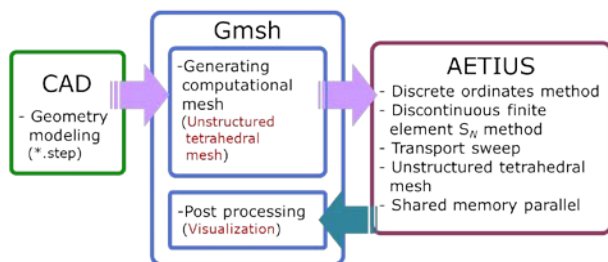 CAD
- Geometry
modeling
(*.step)
Gmsh
-Generating
computational
mesh
(Unstructured
tetrahedral
mesh)
-Post processing
(Visualization)
AETIUS
- Discrete ordinates method
- Discontinuous finite
element SN method
- Transport sweep
- Unstructured tetrahedral
mesh
- Shared memory parallel